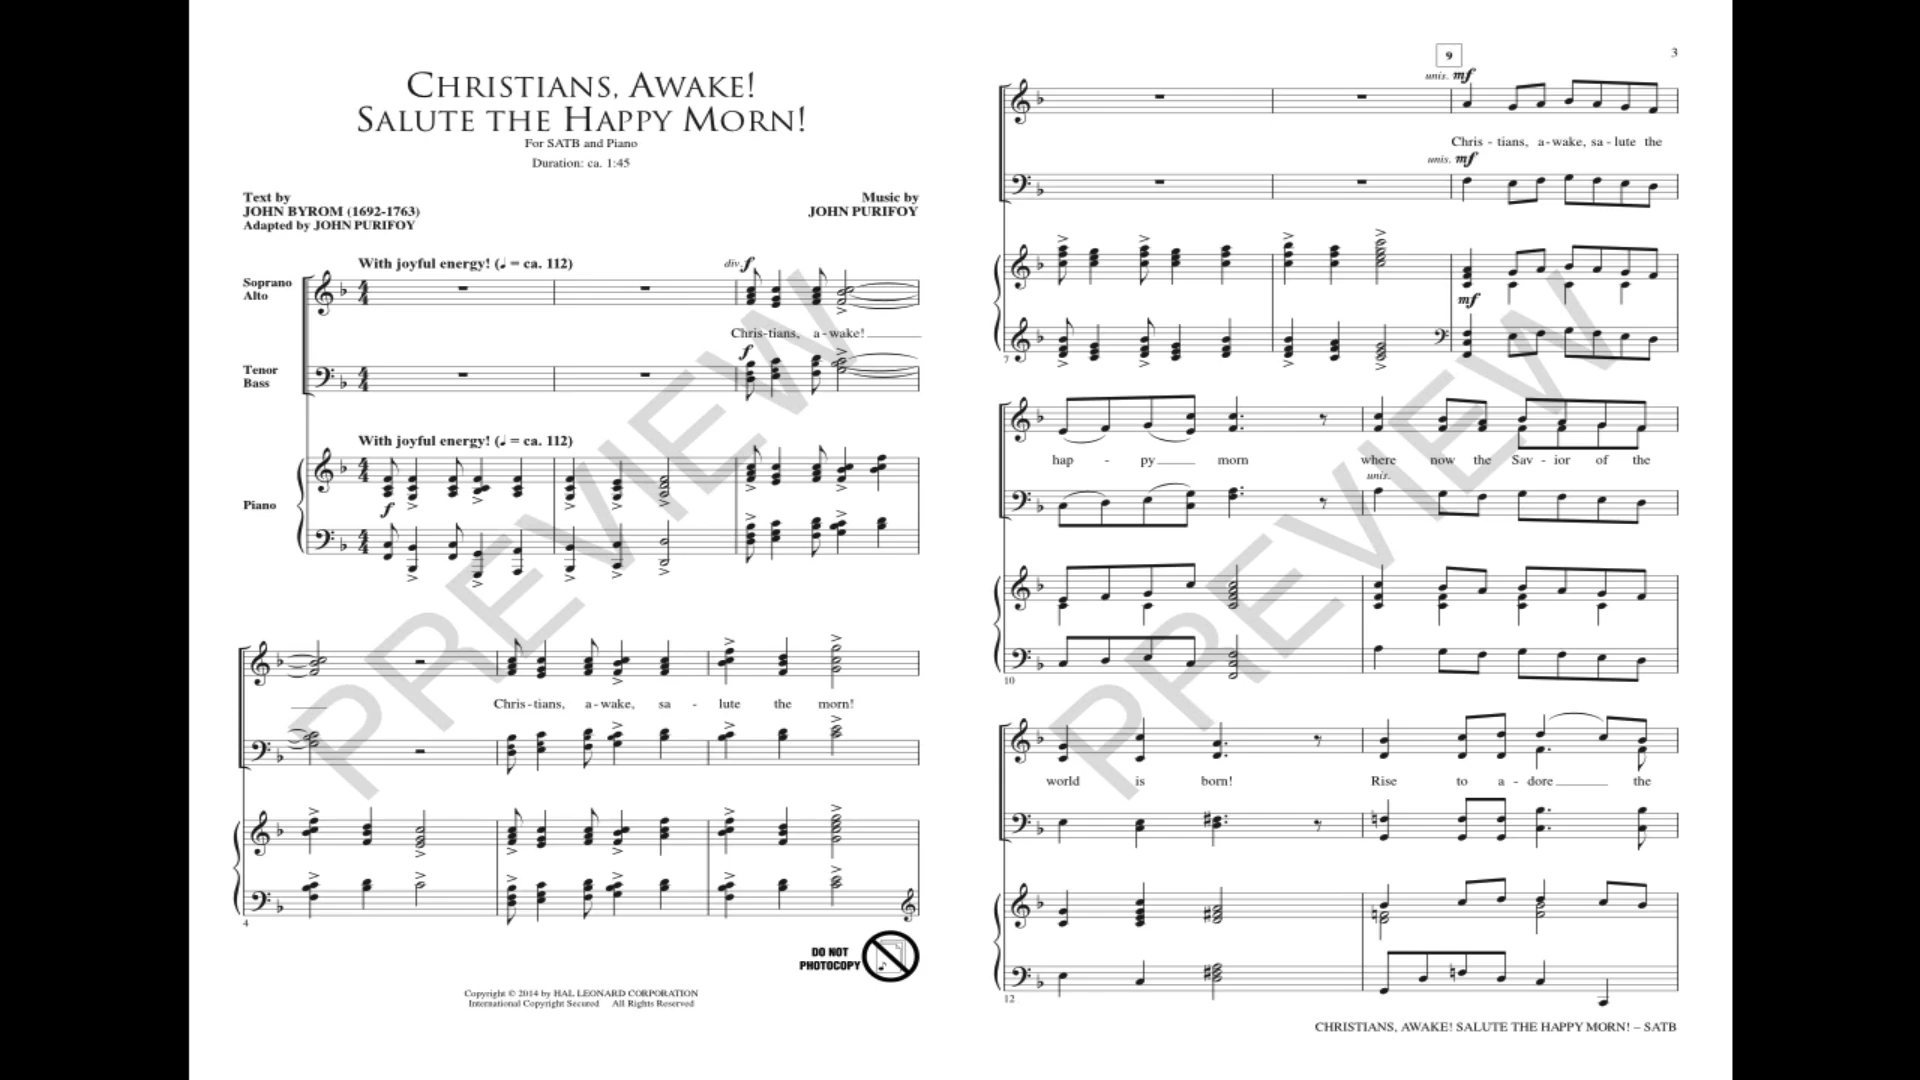 CHRISTIANS, AWAKE!
SALUTE THE HAPPY MORN!
For SATB and Piano
Duration: ca. 1:45
Text by
JOHN BYROM (1692-1763)
Adapted by JOHN PURIFOY
Music by
JOHN PURIFOY
With joyful energy! (♩ = ca. 112)
Soprano
Alto
div. f
Chris-tians, a-wake!
f
Tenor
Bass
With joyful energy! (♩ = ca. 112)
Piano
f
Chris-tians, a-wake, sa - lute the morn!
4
DO NOT
PHOTOCOPY
Copyright © 2014 by HAL LEONARD CORPORATION
International Copyright Secured All Rights Reserved
PREVIEW
9
3
unis. mf
Chris - tians, a - wake, sa - lute the
unis. mf
mf
7
hap - py morn where now the Sav - ior of the
unis.
10
world is born! Rise to a - dore the
12
CHRISTIANS, AWAKE! SALUTE THE HAPPY MORN! – SATB
PREVIEW